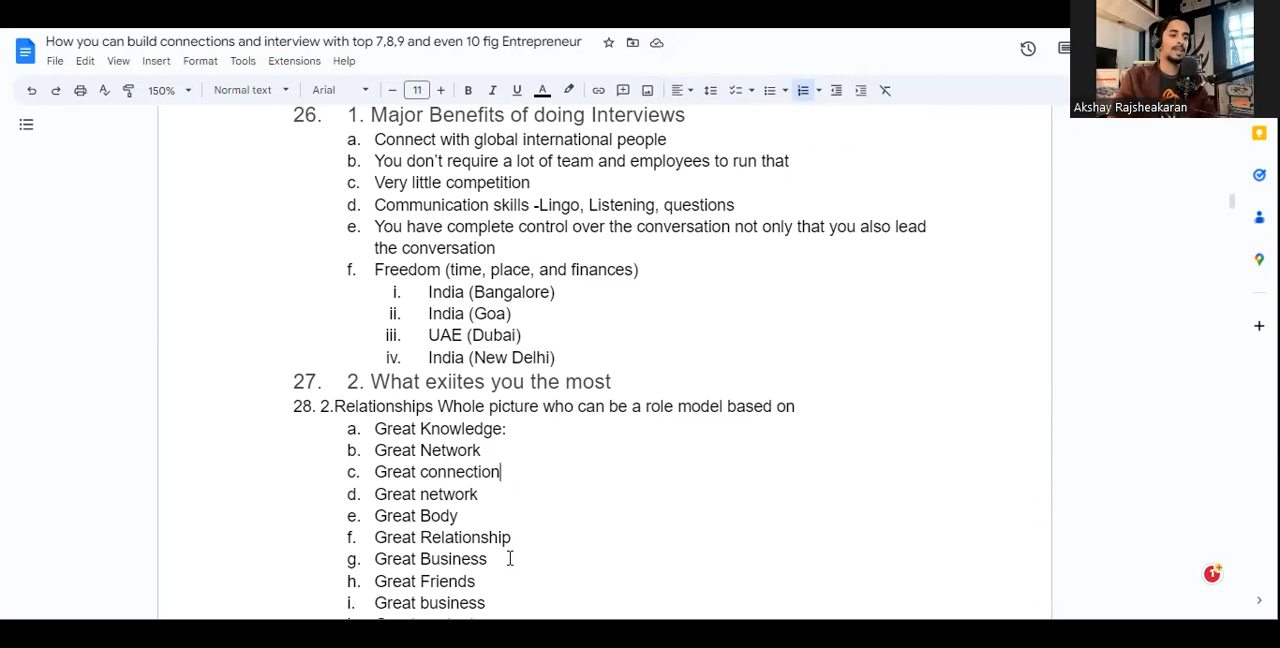 How you can build connections and interview with top 7,8,9 and even 10 fig Entrepreneur
File Edit View Insert Format Tools Extensions Help
150% Normal text Arial 11 B I U A
Akshay Rajsheakaran
26. 1. Major Benefits of doing Interviews
a. Connect with global international people
b. You don't require a lot of team and employees to run that
c. Very little competition
d. Communication skills -Lingo, Listening, questions
e. You have complete control over the conversation not only that you also lead
the conversation
f. Freedom (time, place, and finances)
i. India (Bangalore)
ii. India (Goa)
iii. UAE (Dubai)
iv. India (New Delhi)
27. 2. What exiites you the most
28. 2.Relationships Whole picture who can be a role model based on
a. Great Knowledge:
b. Great Network
c. Great connection
d. Great network
e. Great Body
f. Great Relationship
g. Great Business
h. Great Friends
i. Great business